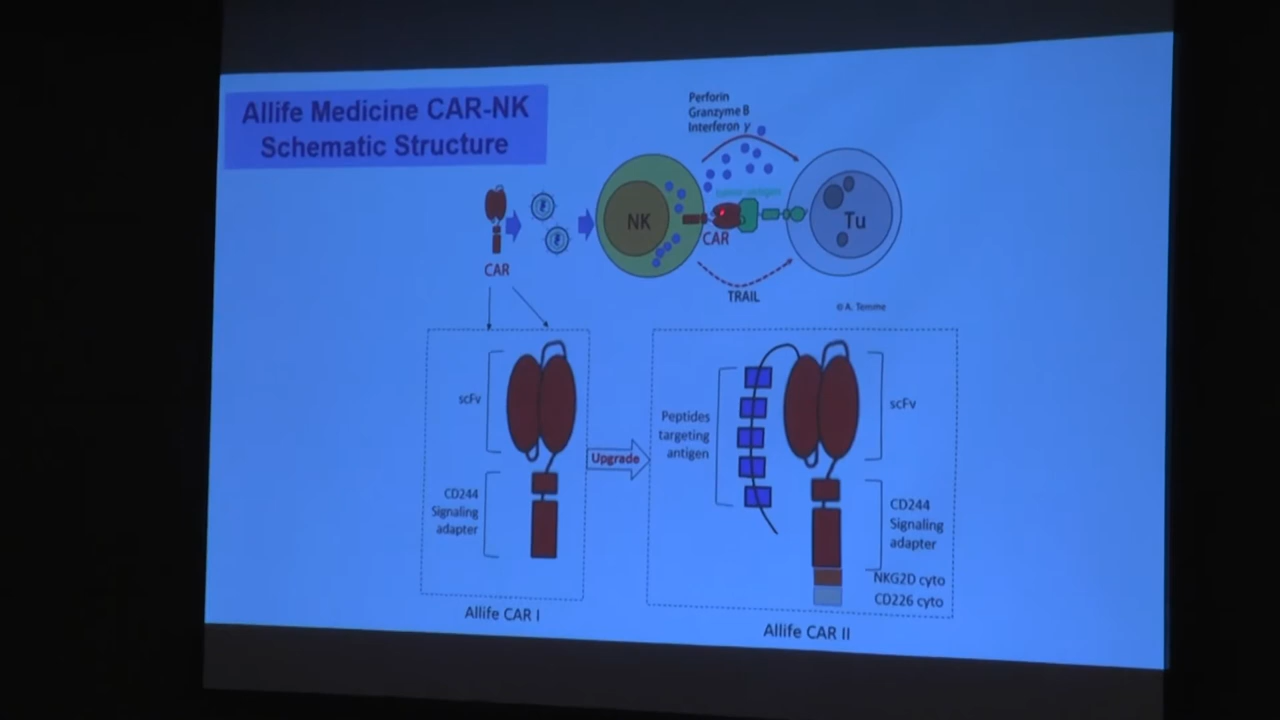 Allife Medicine CAR-NK
Schematic Structure
Perforin
Granzyme B
Interferon γ
NK
CAR
Tu
CAR
TRAIL
© A. Temme
scFv
CD244
Signaling
adapter
Allife CAR I
Upgrade
Peptides
targeting
antigen
scFv
CD244
Signaling
adapter
NKG2D cyto
CD226 cyto
Allife CAR II